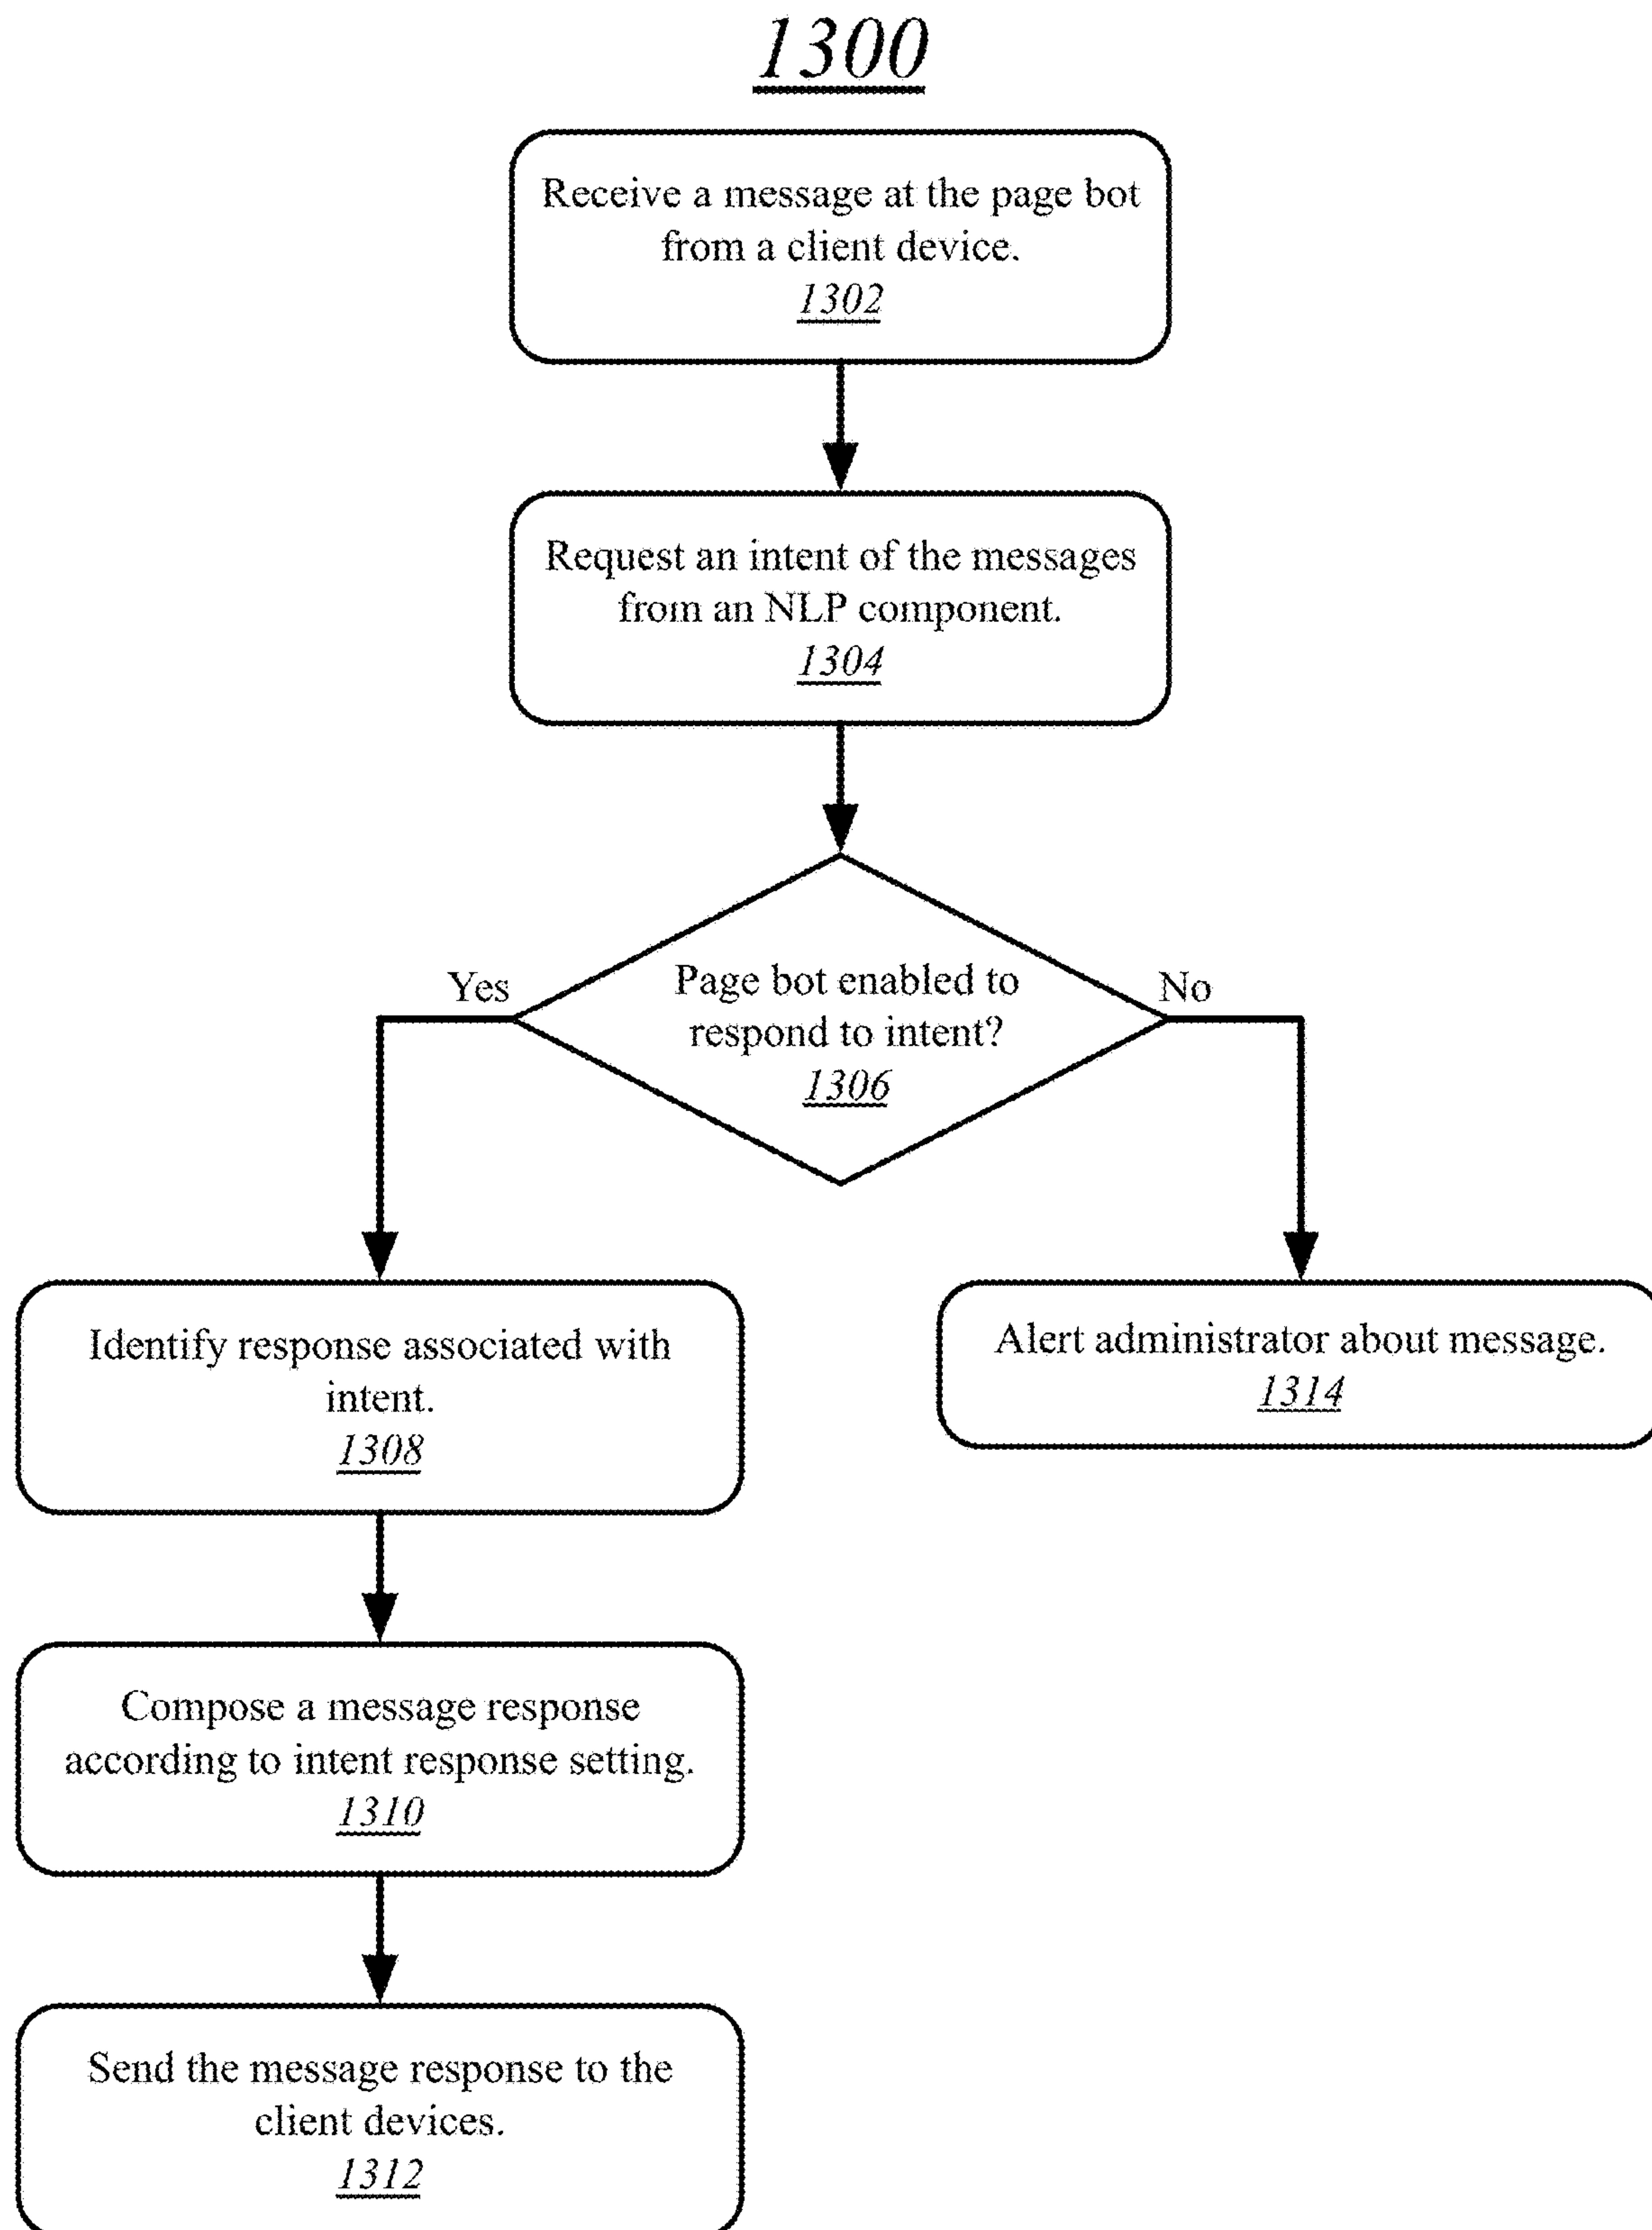 1300
Receive a message at the page bot
from a client device.
1302
Request an intent of the messages
from an NLP component.
1304
Yes
Page bot enabled to
respond to intent?
1306
No
Identify response associated with
intent.
1308
Alert administrator about message.
1314
Compose a message response
according to intent response setting.
1310
Send the message response to the
client devices.
1312